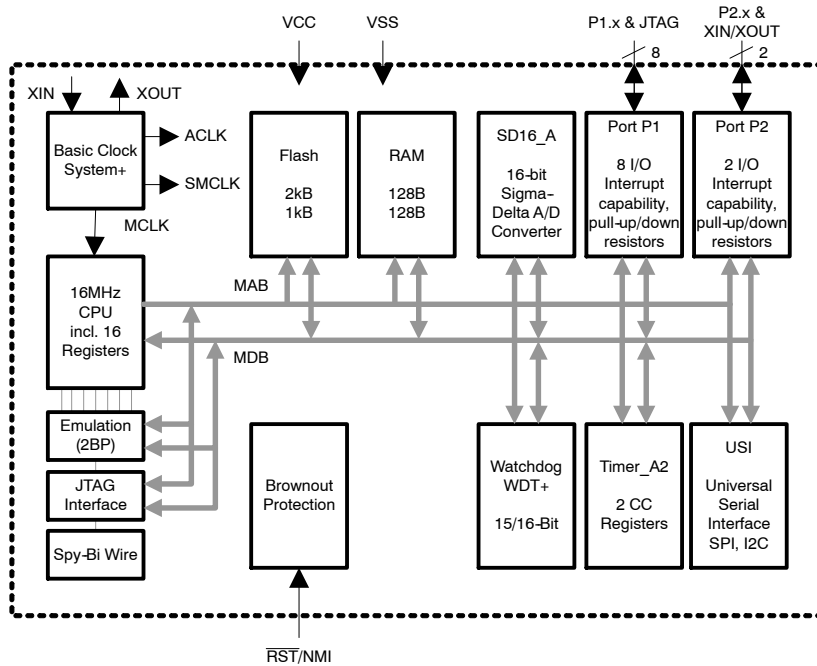 VCC
VSS
P1.x & JTAG
8
P2.x &
XIN/XOUT
2
XIN
XOUT
Basic Clock
System+
ACLK
SMCLK
MCLK
Flash
2kB
1kB
RAM
128B
128B
SD16_A
16-bit
Sigma-
Delta A/D
Converter
Port P1
8 I/O
Interrupt
capability,
pull-up/down
resistors
Port P2
2 I/O
Interrupt
capability,
pull-up/down
resistors
16MHz
CPU
incl. 16
Registers
MAB
MDB
Emulation
(2BP)
JTAG
Interface
Spy-Bi Wire
Brownout
Protection
Watchdog
WDT+
15/16-Bit
Timer_A2
2 CC
Registers
USI
Universal
Serial
Interface
SPI, I2C
R̅S̅T̅/NMI